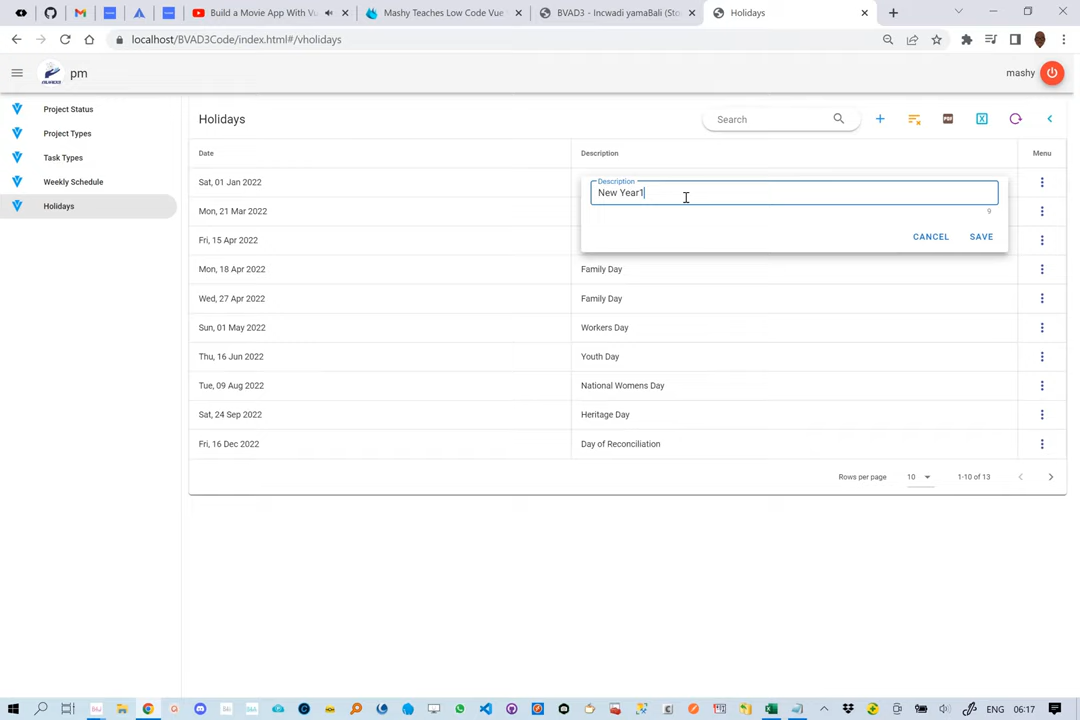 Build a Movie App With Vu
Mashy Teaches Low Code Vue
BVAD3 - Incwadi yamaBali (Sto
Holidays
localhost/BVAD3Code/index.html#/vholidays
pm
mashy
Project Status
Project Types
Task Types
Weekly Schedule
Holidays
Holidays
Search
Date
Description
Menu
Sat, 01 Jan 2022
Description
New Year1
9
CANCEL
SAVE
Mon, 21 Mar 2022
Fri, 15 Apr 2022
Mon, 18 Apr 2022
Family Day
Wed, 27 Apr 2022
Family Day
Sun, 01 May 2022
Workers Day
Thu, 16 Jun 2022
Youth Day
Tue, 09 Aug 2022
National Womens Day
Sat, 24 Sep 2022
Heritage Day
Fri, 16 Dec 2022
Day of Reconciliation
Rows per page
10
1-10 of 13
ENG
06:17